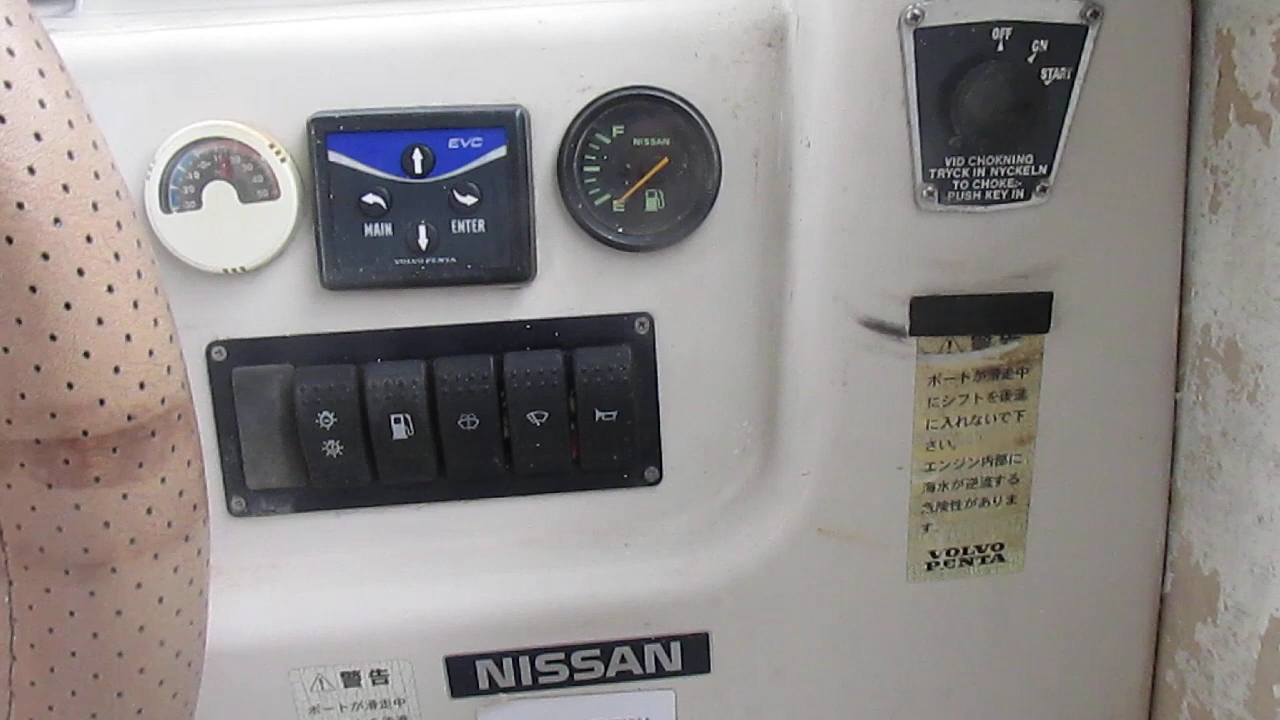 OFF
ON
START
VID CHOKNING
TRYCK IN NYCKELN
TO CHOKE:-
PUSH KEY IN
10 30
40
50
EVC
MAIN
ENTER
VOLVO PENTA
F
NISSAN
E
ボートが滑走中
にシフトを後進
に入れないで下
さい。
エンジン内部に
海水が逆流する
危険性がありま
す。
VOLVO
PENTA
NISSAN
警告
ボートが滑走中